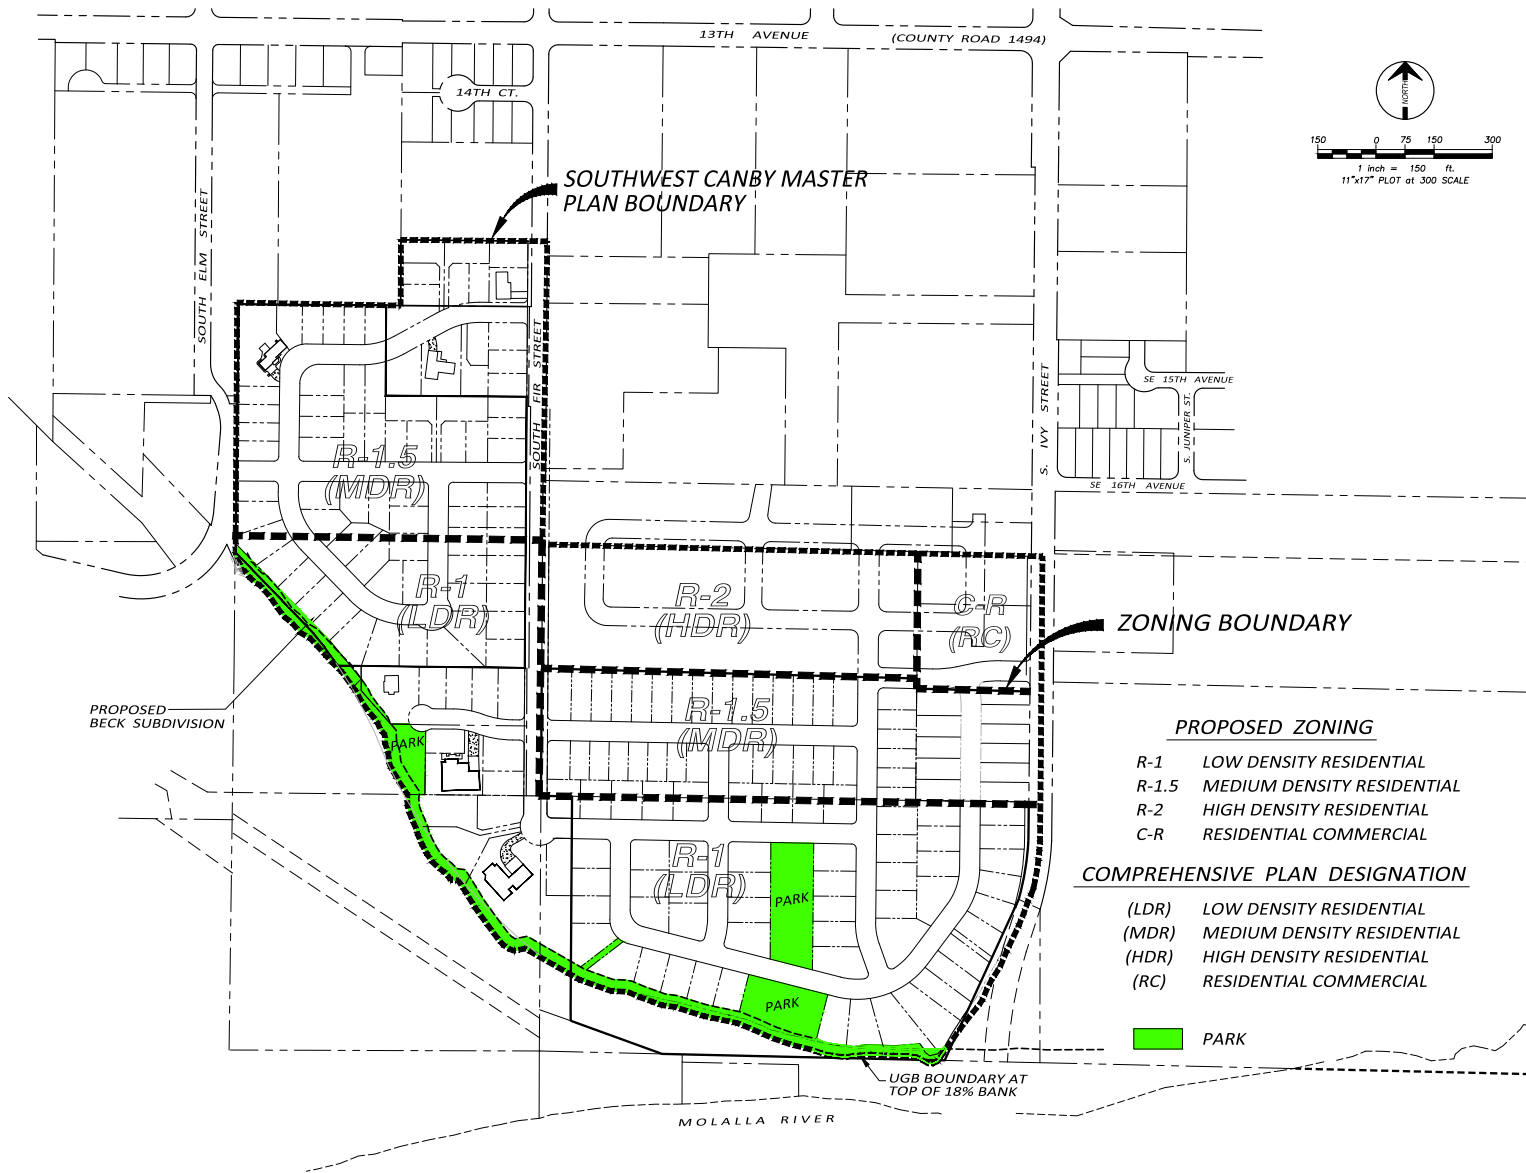 13TH AVENUE (COUNTY ROAD 1494)
14TH CT.
NORTH
150 0 75 150 300
1 inch = 150 ft.
11"x17" PLOT at 300 SCALE
SOUTHWEST CANBY MASTER
PLAN BOUNDARY
SOUTH ELM STREET
SOUTH FIR STREET
S. IVY STREET
SE 15TH AVENUE
S. JUNIPER ST.
SE 16TH AVENUE
R-1.5
(MDR)
R-1
(LDR)
R-2
(HDR)
C-R
(RC)
ZONING BOUNDARY
PROPOSED
BECK SUBDIVISION
PARK
R-1.5
(MDR)
R-1
(LDR)
PARK
PARK
PROPOSED ZONING
R-1 LOW DENSITY RESIDENTIAL
R-1.5 MEDIUM DENSITY RESIDENTIAL
R-2 HIGH DENSITY RESIDENTIAL
C-R RESIDENTIAL COMMERCIAL
COMPREHENSIVE PLAN DESIGNATION
(LDR) LOW DENSITY RESIDENTIAL
(MDR) MEDIUM DENSITY RESIDENTIAL
(HDR) HIGH DENSITY RESIDENTIAL
(RC) RESIDENTIAL COMMERCIAL
PARK
UGB BOUNDARY AT
TOP OF 18% BANK
MOLALLA RIVER